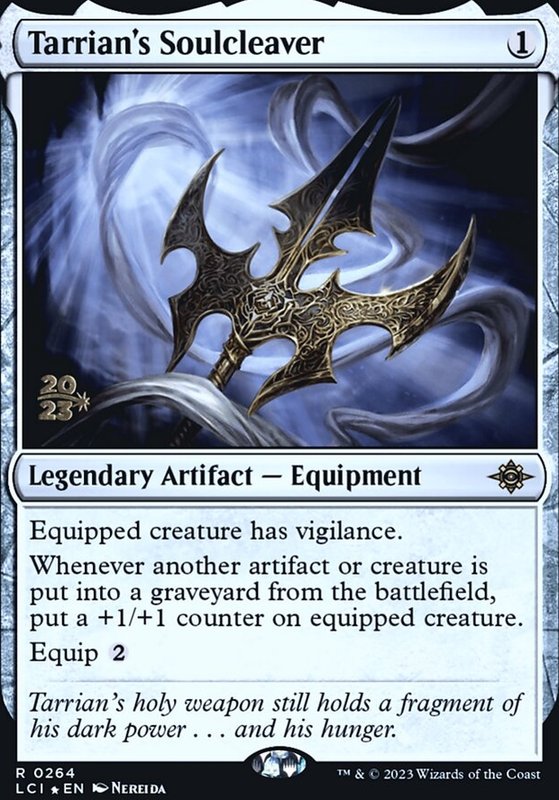 Tarrian's Soulcleaver 1
20
23
Legendary Artifact — Equipment
Equipped creature has vigilance.
Whenever another artifact or creature is
put into a graveyard from the battlefield,
put a +1/+1 counter on equipped creature.
Equip 2
Tarrian's holy weapon still holds a fragment of
his dark power . . . and his hunger.
R 0264
LCI ★ EN Nereida
™ & © 2023 Wizards of the Coast